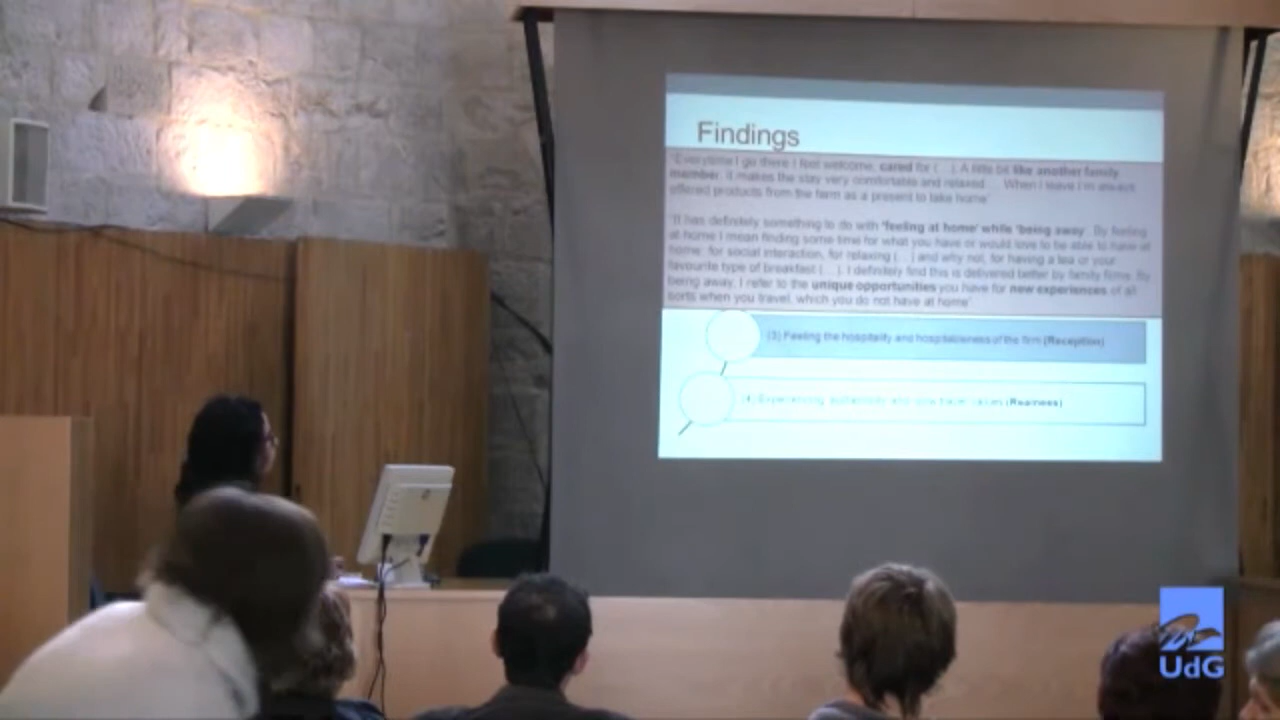 Findings
'Everytime I go there I feel welcome, cared for (…). A little be like another family
member. It makes the stay very comfortable and relaxed … When I leave I'm always
offered products from the farm as a present to take home'
'It has definitely something to do with 'feeling at home' while 'being away'. By feeling
at home I mean finding some time for what you have or would love to be able to have at
home: for social interaction, for relaxing (…) and why not, for having a tea or your
favourite type of breakfast (…). I definitely find this is delivered better by family firms. By
being away, I refer to the unique opportunities you have for new experiences of all
sorts when you travel, which you do not have at home'
(3) Feeling the hospitality and hospitableness of the firm (Reception)
(4) Experiencing
UdG